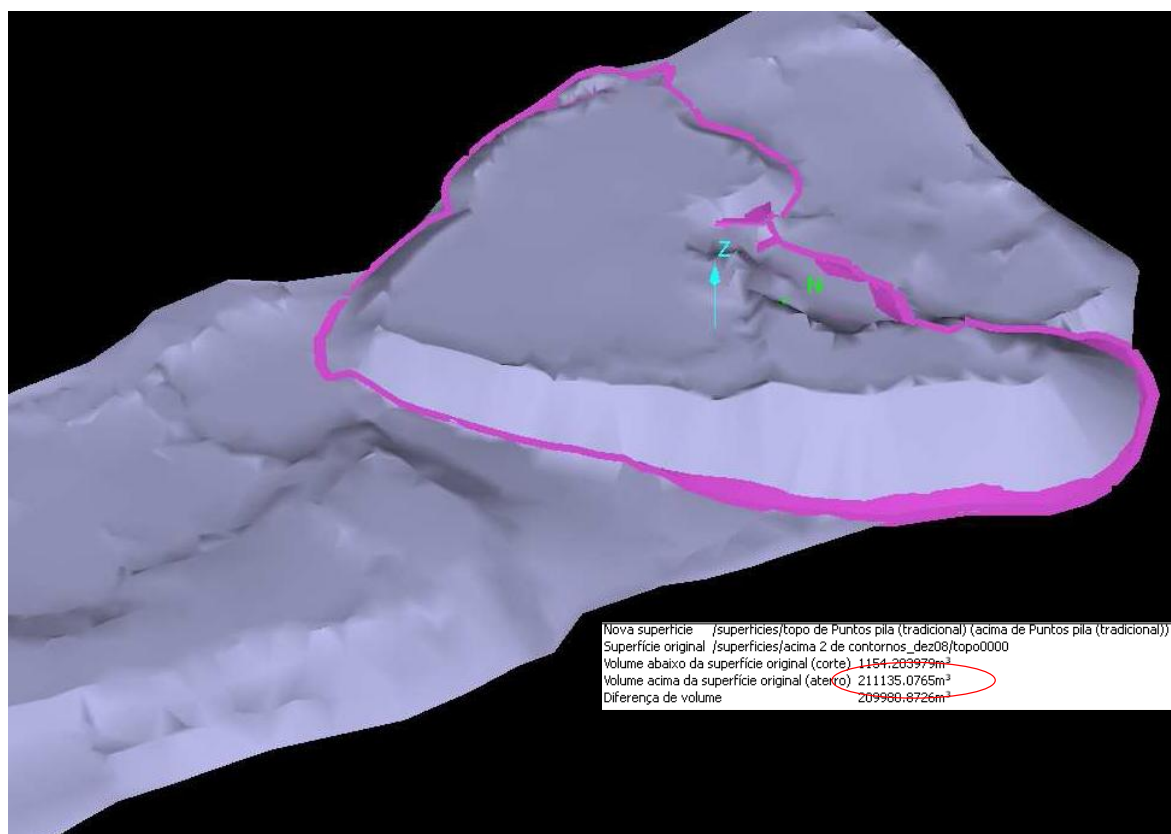 Z
N
Nova superfície /superficies/topo de Puntos pila (tradicional) (acima de Puntos pila (tradicional))
Superfície original /superficies/acima 2 de contornos_dez08/topo0000
Volume abaixo da superfície original (corte) 1154.203979m³
Volume acima da superfície original (aterro) 211135.0765m³
Diferença de volume 209980.8726m³